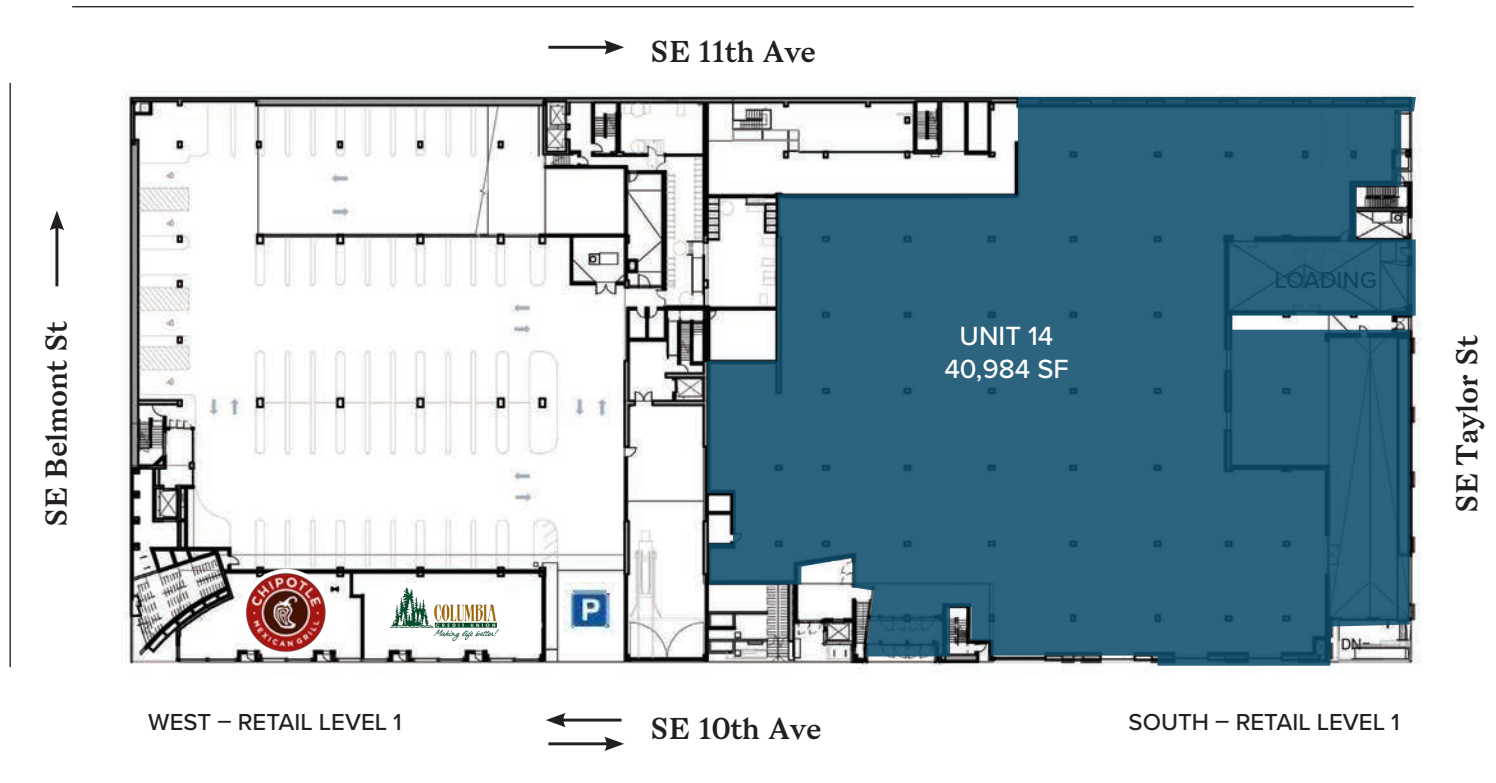 SE 11th Ave
SE Belmont St
LOADING
UNIT 14
40,984 SF
SE Taylor St
CHIPOTLE
MEXICAN GRILL
COLUMBIA
CREDIT UNION
Making life better!
P
DN
WEST – RETAIL LEVEL 1
SE 10th Ave
SOUTH – RETAIL LEVEL 1